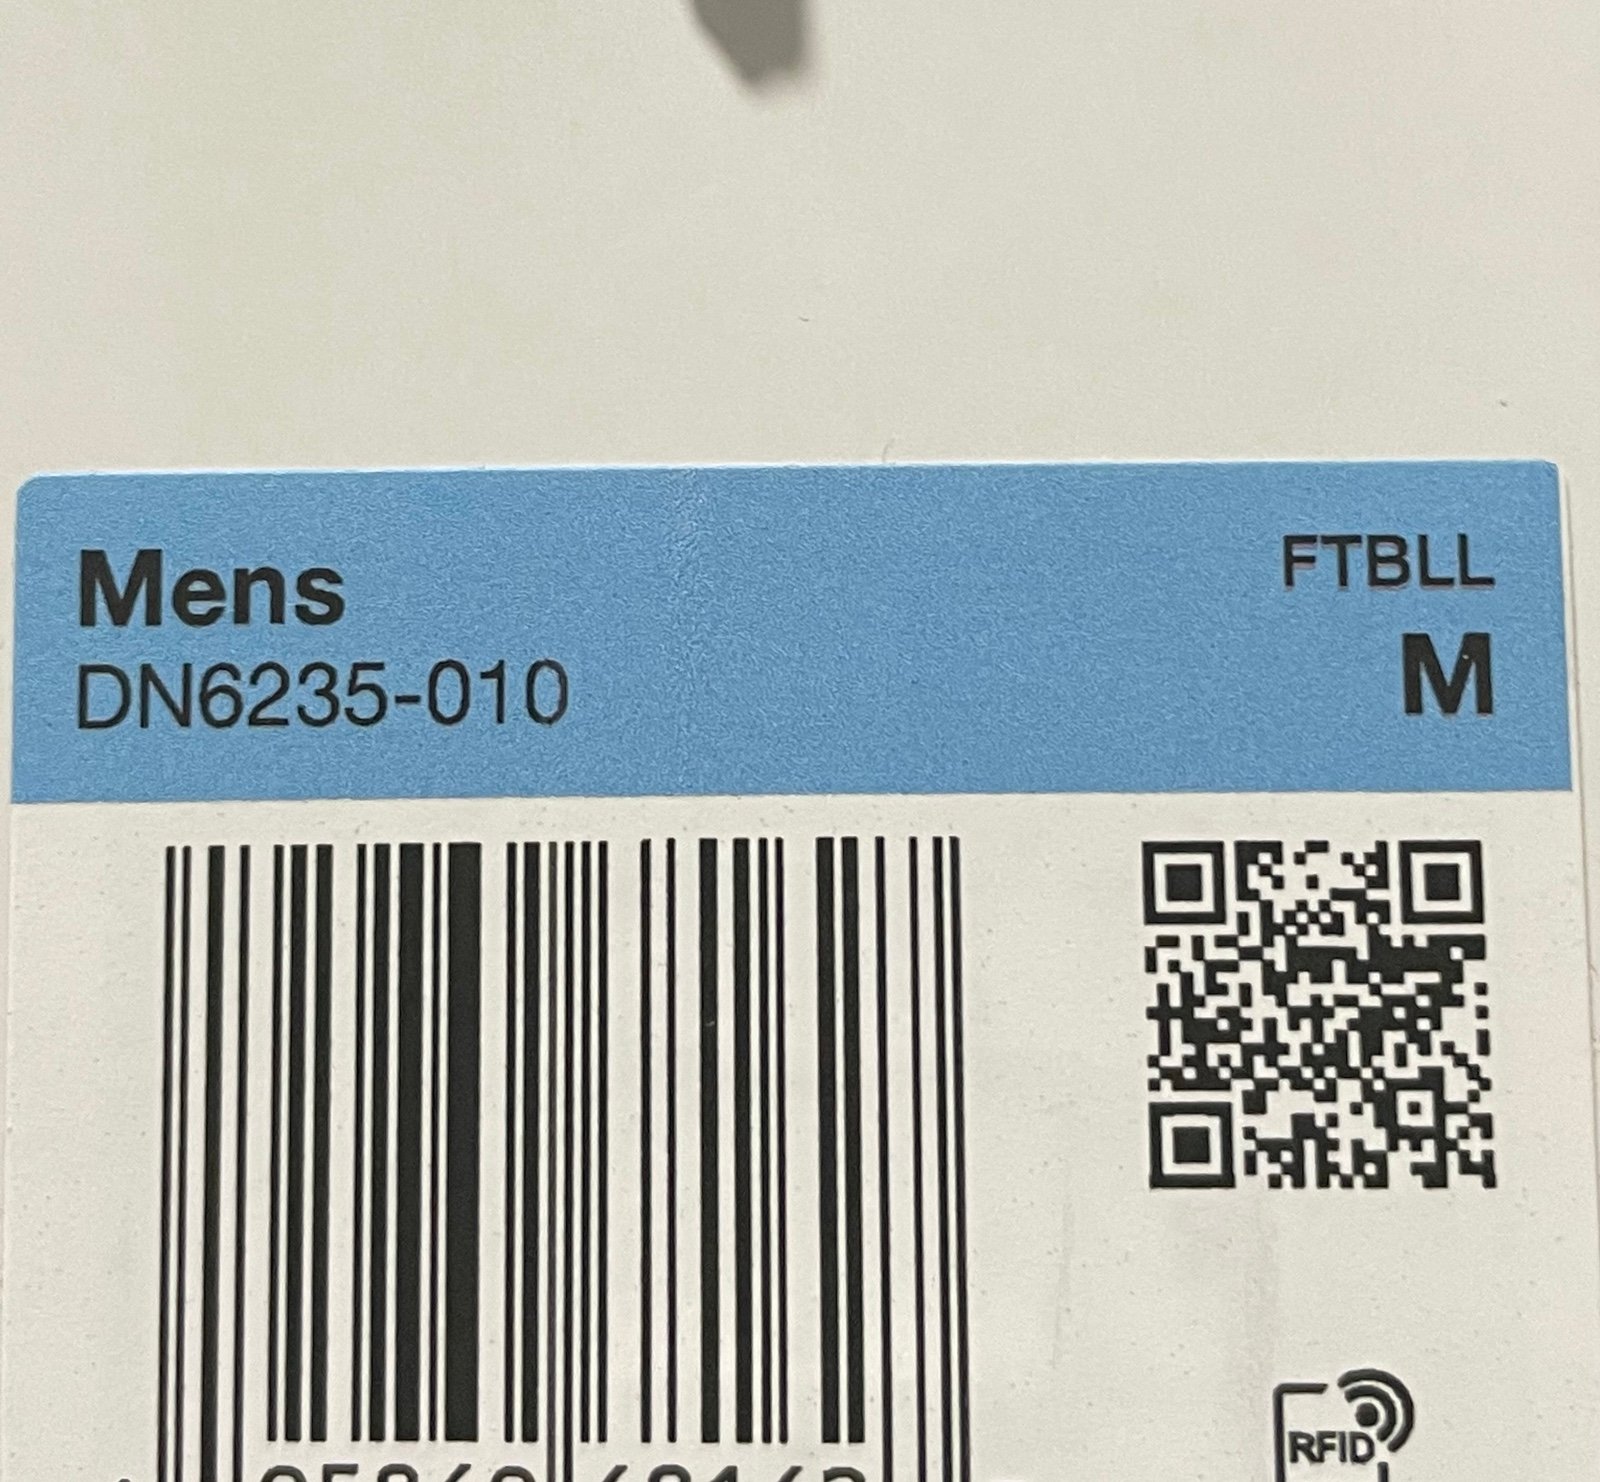 Mens
FTBLL
DN6235-010
M
RFID